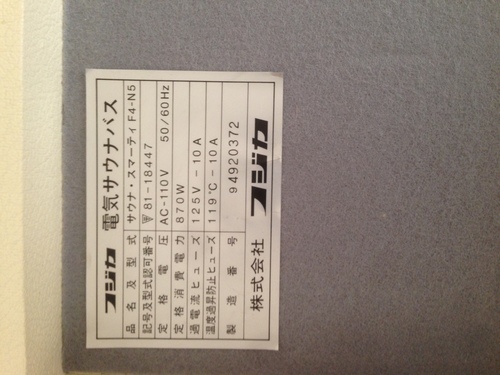 フジカ 電気サウナバス
品名及型式 サウナ・スマーティF4-N5
記号及型式認可番号 81-18447
定格電圧 AC-110V 50/60Hz
定格消費電力 870W
過電流ヒューズ 125V-10A
温度過昇防止ヒューズ 119℃-10A
製造番号 94920372
株式会社 フジカ